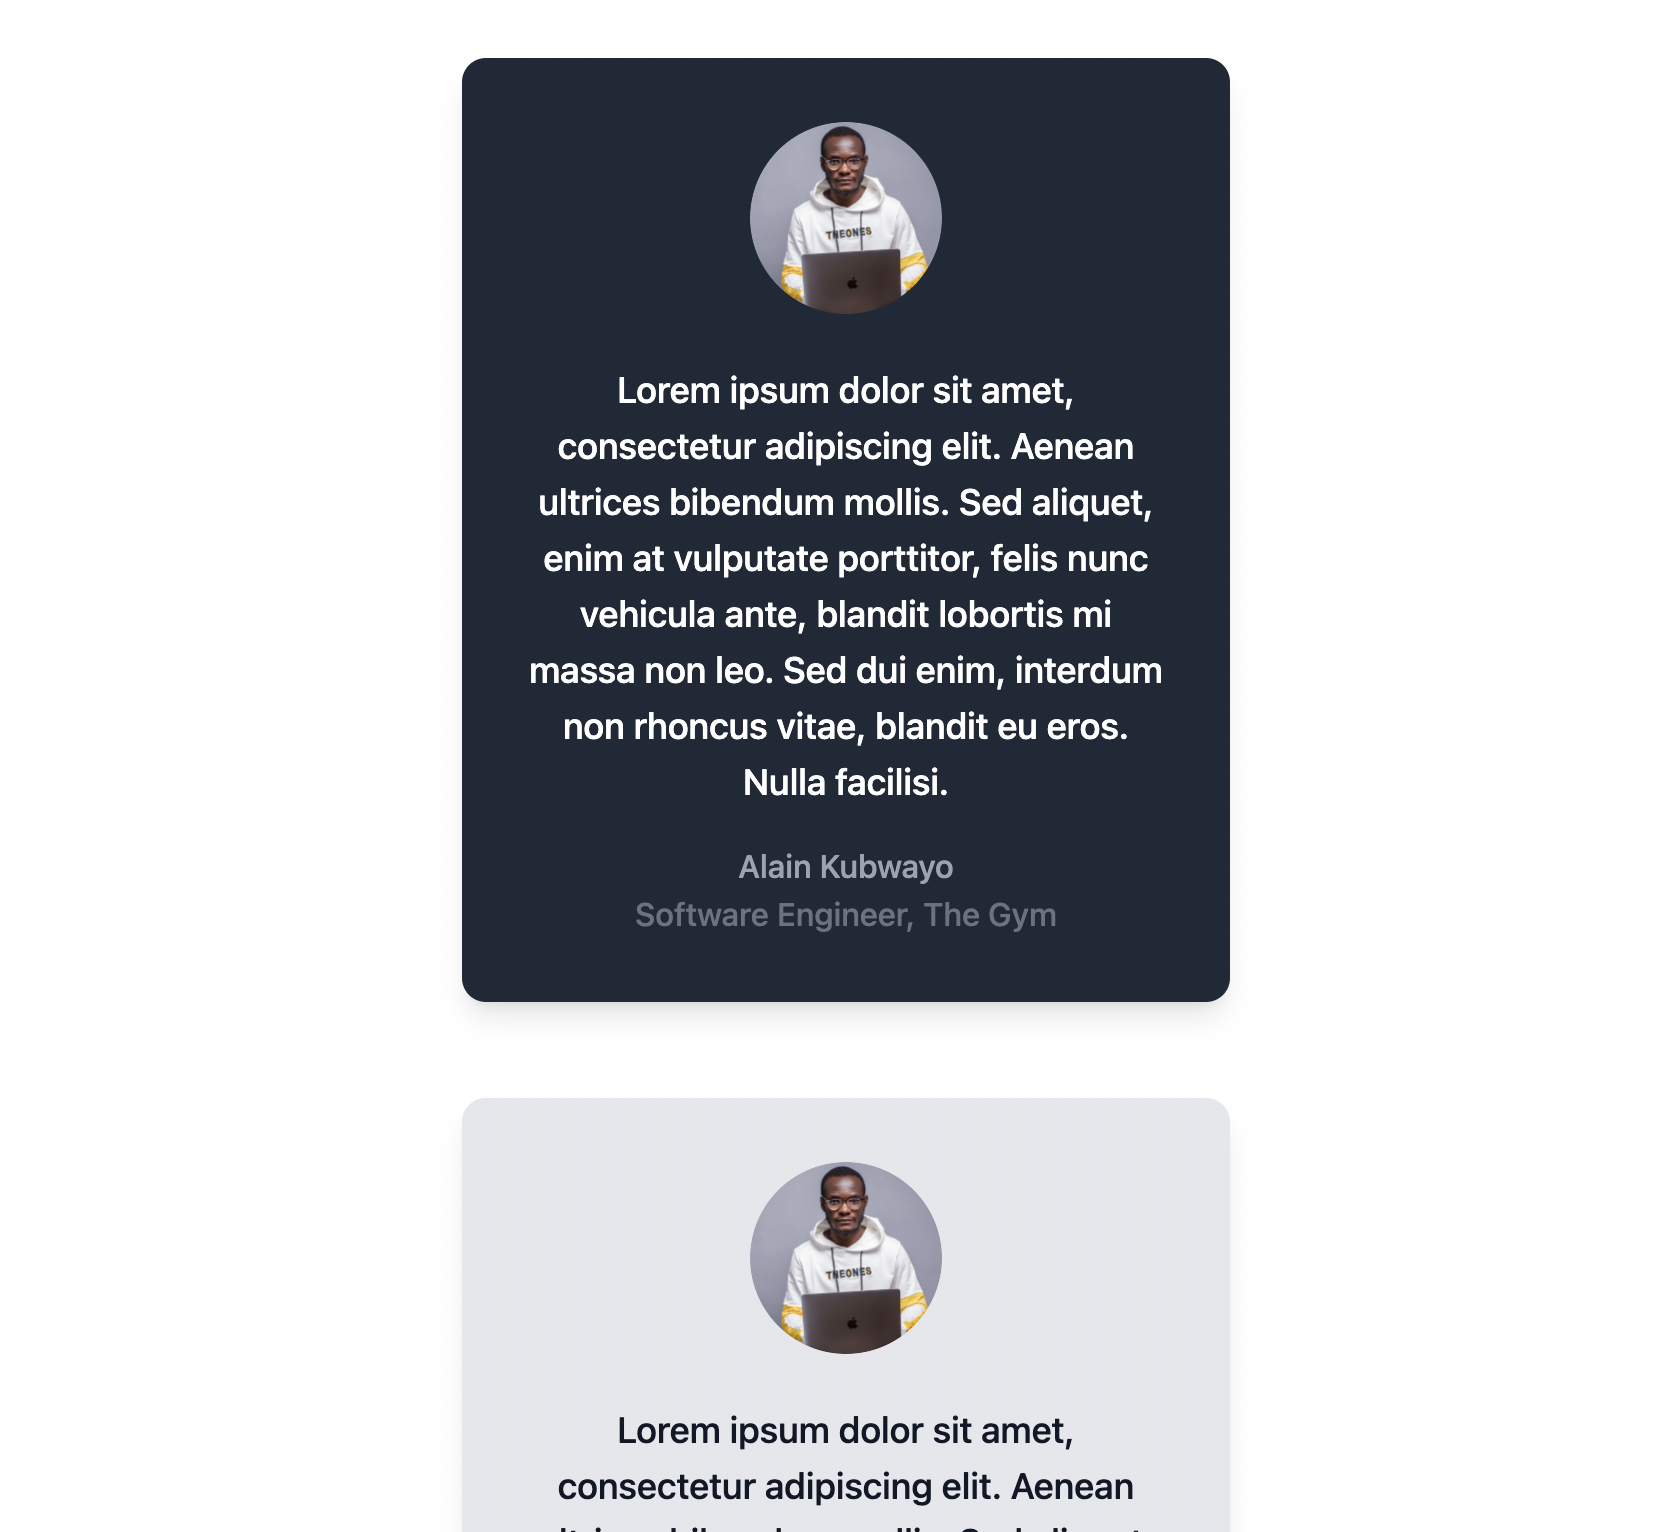 THEONES
Lorem ipsum dolor sit amet,
consectetur adipiscing elit. Aenean
ultrices bibendum mollis. Sed aliquet,
enim at vulputate porttitor, felis nunc
vehicula ante, blandit lobortis mi
massa non leo. Sed dui enim, interdum
non rhoncus vitae, blandit eu eros.
Nulla facilisi.
Alain Kubwayo
Software Engineer, The Gym
THEONES
Lorem ipsum dolor sit amet,
consectetur adipiscing elit. Aenean